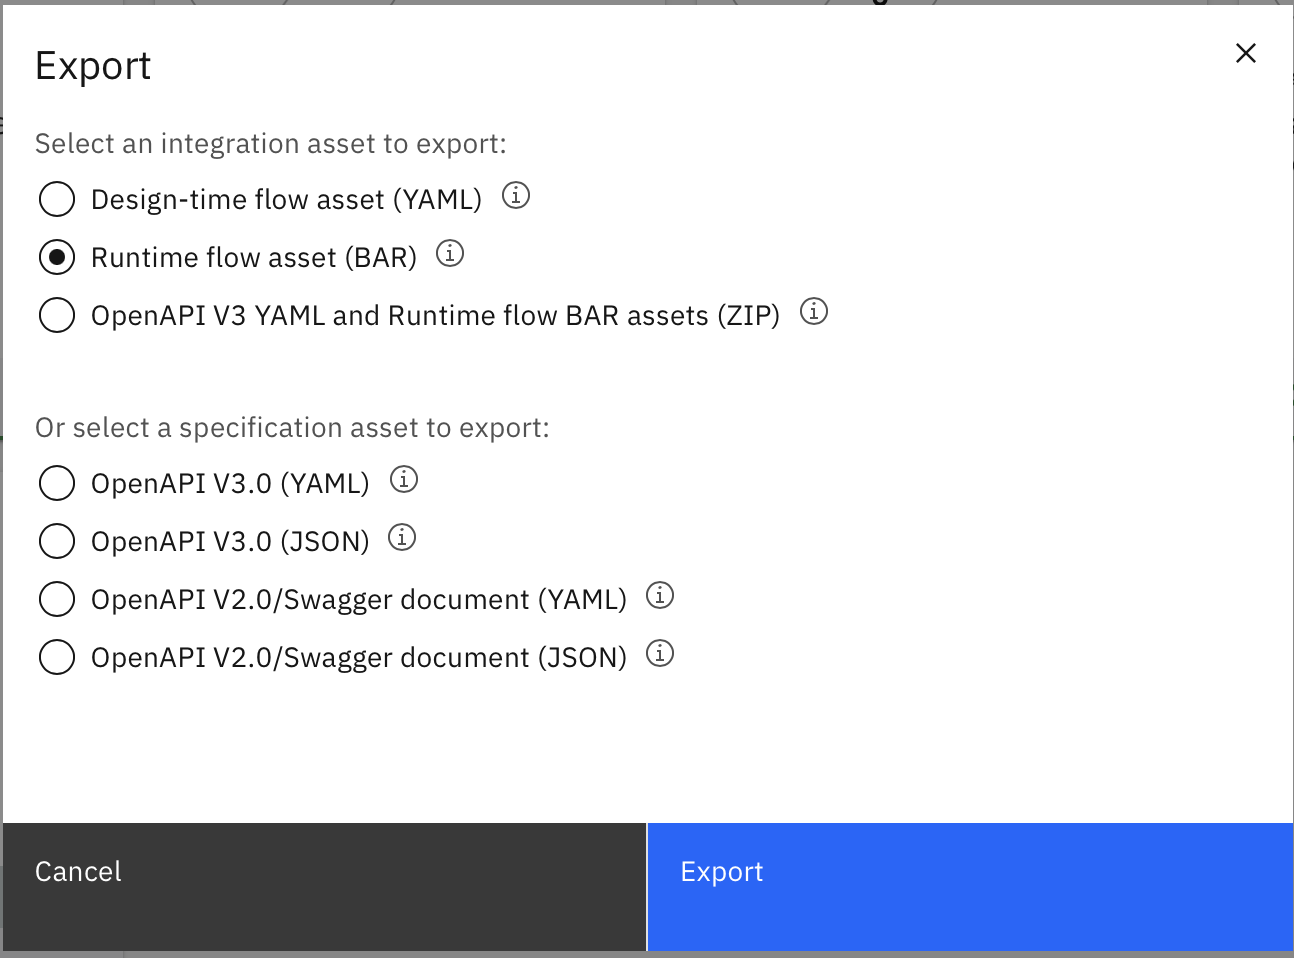 Export
Select an integration asset to export:
Design-time flow asset (YAML)
Runtime flow asset (BAR)
OpenAPI V3 YAML and Runtime flow BAR assets (ZIP)
Or select a specification asset to export:
OpenAPI V3.0 (YAML)
OpenAPI V3.0 (JSON)
OpenAPI V2.0/Swagger document (YAML)
OpenAPI V2.0/Swagger document (JSON)
Cancel
Export